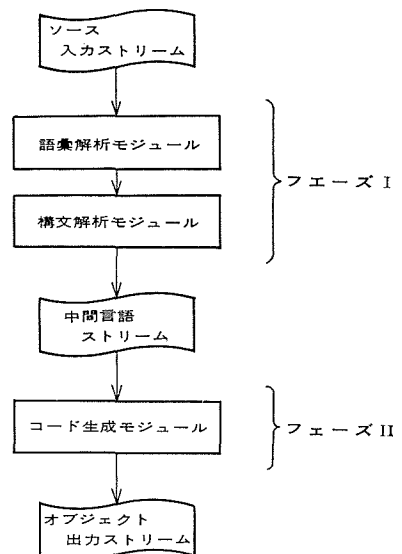 ソース
入力ストリーム
語彙解析モジュール
フエーズ I
構文解析モジュール
中間言語
ストリーム
コード生成モジュール
フェーズ II
オブジェクト
出力ストリーム